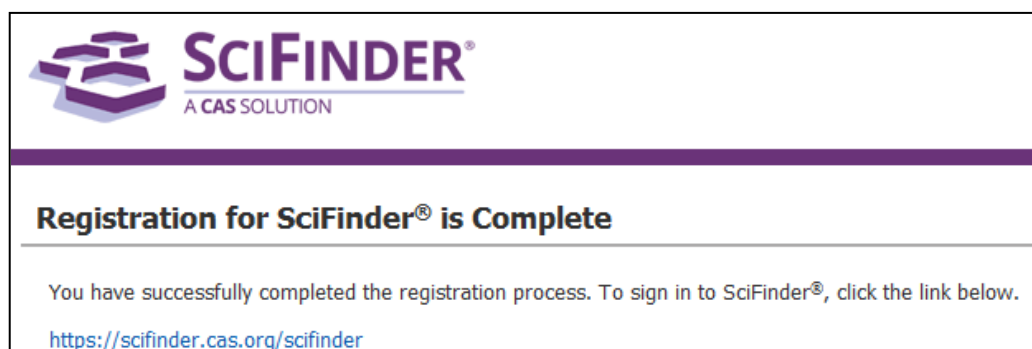 SCIFINDER®
A CAS SOLUTION
Registration for SciFinder® is Complete
You have successfully completed the registration process. To sign in to SciFinder®, click the link below.
https://scifinder.cas.org/scifinder